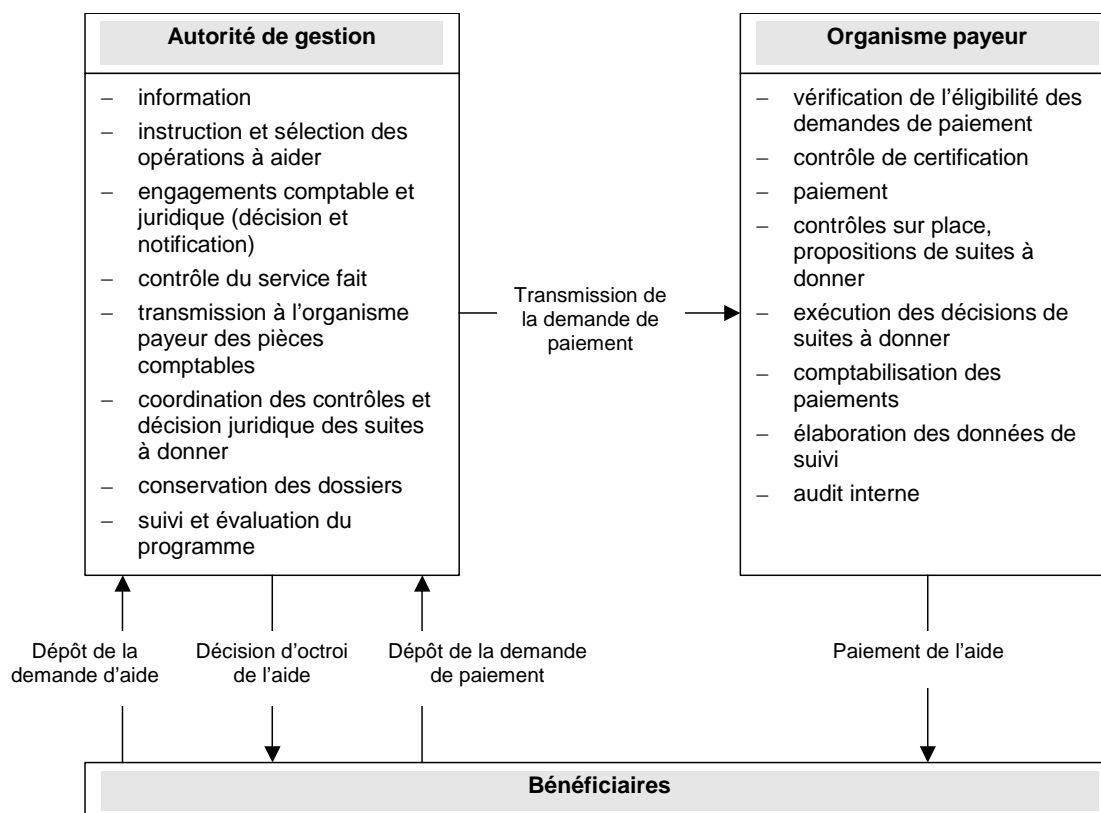 Autorité de gestion
– information
– instruction et sélection des
opérations à aider
– engagements comptable et
juridique (décision et
notification)
– contrôle du service fait
– transmission à l’organisme
payeur des pièces
comptables
– coordination des contrôles et
décision juridique des suites
à donner
– conservation des dossiers
– suivi et évaluation du
programme
Transmission de
la demande de
paiement
Organisme payeur
– vérification de l’éligibilité des
demandes de paiement
– contrôle de certification
– paiement
– contrôles sur place,
propositions de suites à
donner
– exécution des décisions de
suites à donner
– comptabilisation des
paiements
– élaboration des données de
suivi
– audit interne
Dépôt de la
demande d’aide
Décision d’octroi
de l’aide
Dépôt de la demande
de paiement
Paiement de l’aide
Bénéficiaires